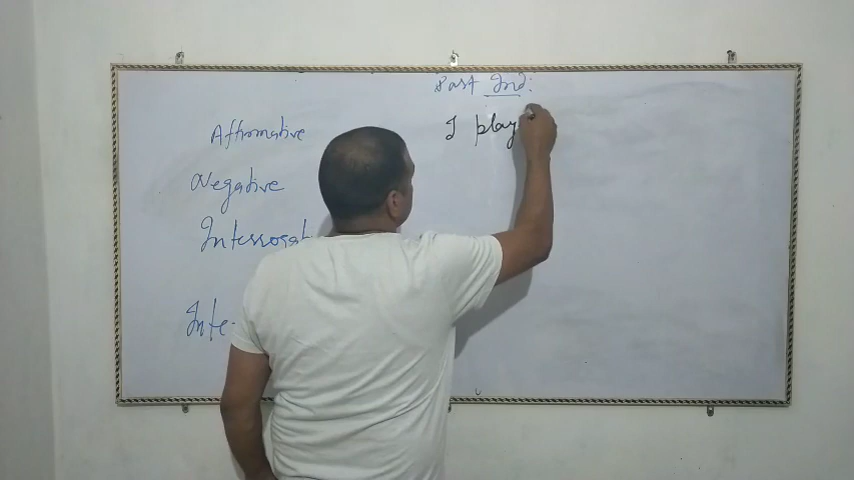 Past Ind:
Affirmative
I play
Negative
Interrogat
Inte